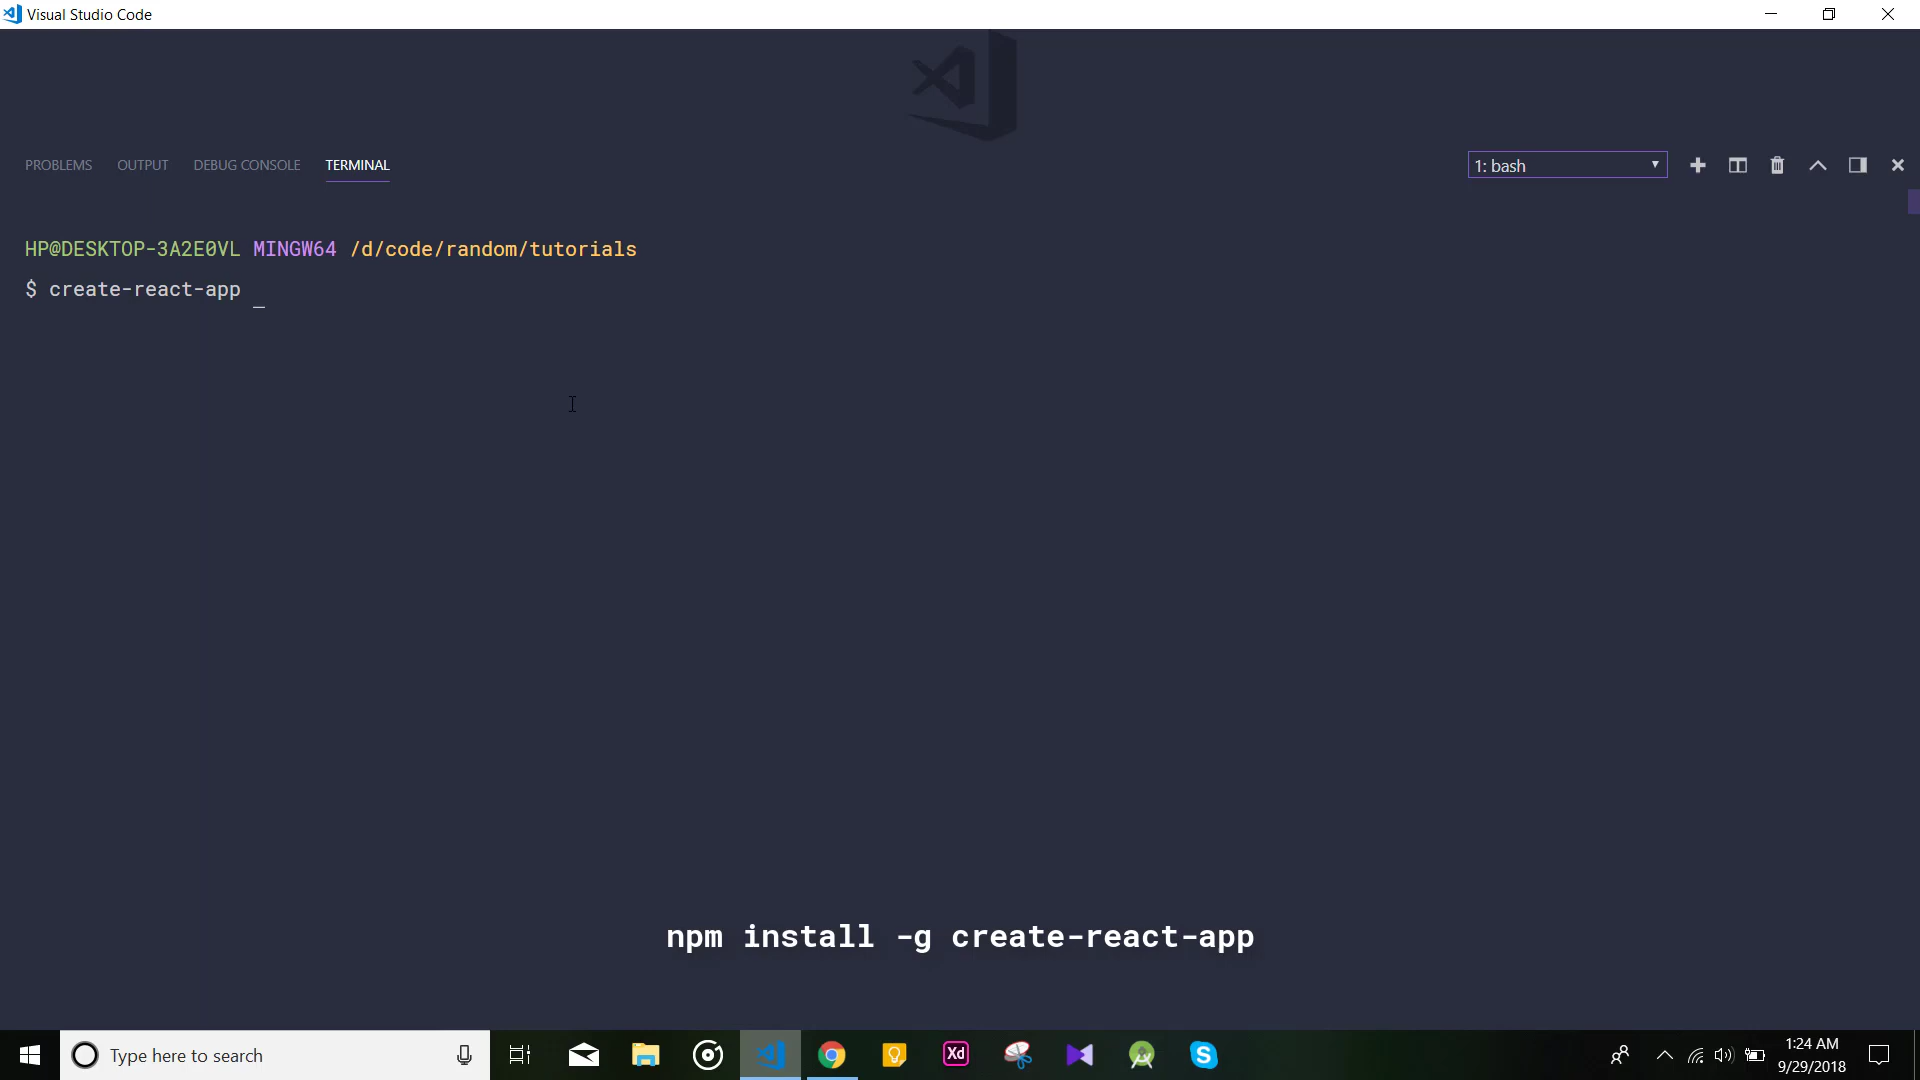 Visual Studio Code
PROBLEMS OUTPUT DEBUG CONSOLE TERMINAL 1: bash
HP@DESKTOP-3A2E0VL MINGW64 /d/code/random/tutorials
$ create-react-app _
npm install -g create-react-app
Type here to search
Xd
1:24 AM
9/29/2018